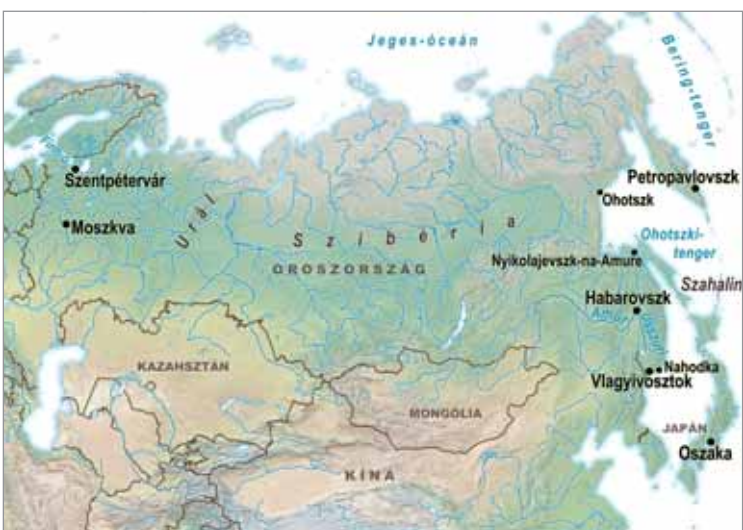 Jeges-óceán
Bering-tenger
Szentpétervár
Petropavlovszk
Ohotszk
Moszkva
Urál
Szibéria
Ohotszki-
tenger
Nyikolajevszk-na-Amure
OROSZORSZÁG
Szahalin
Habarovszk
Amur
Usszuri
KAZAHSZTÁN
Nahodka
Vlagyivosztok
MONGÓLIA
JAPÁN
Oszaka
KÍNA